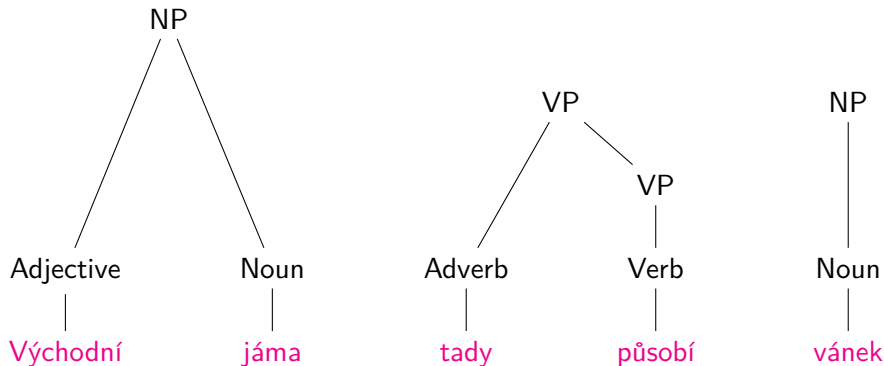 NP
VP NP
VP
Adjective Noun Adverb Verb Noun
Východní jáma tady působí vánek